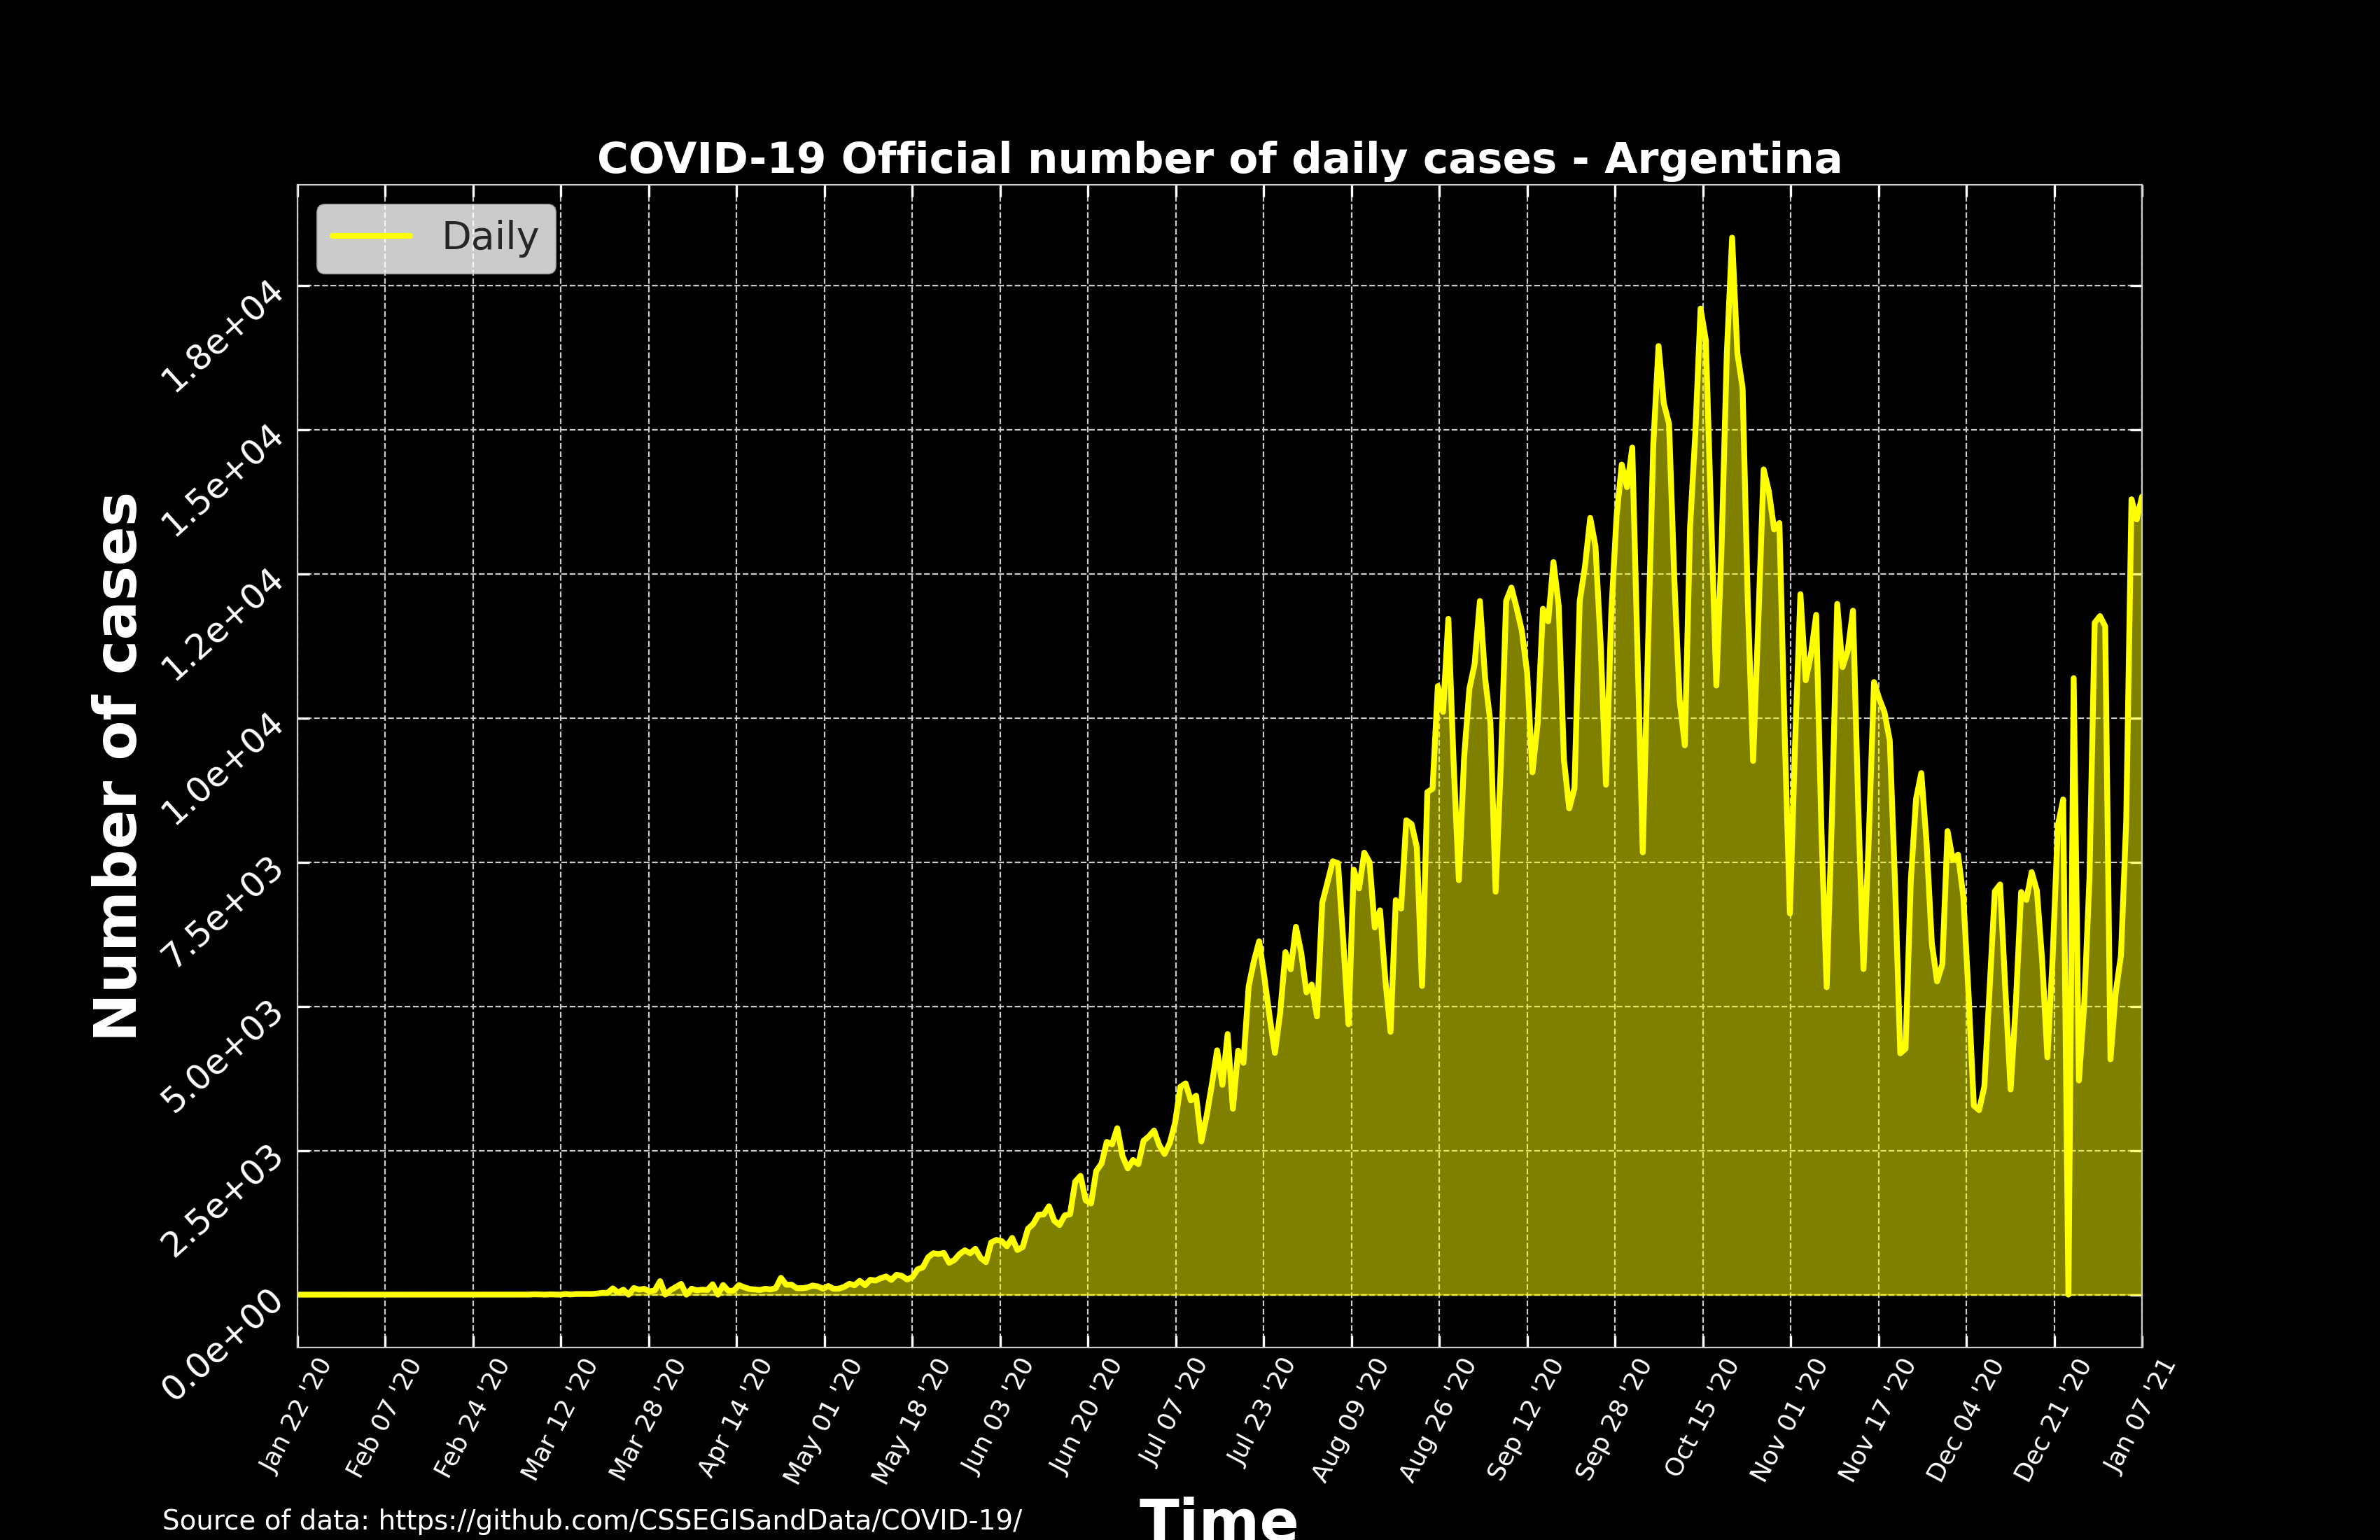 COVID-19 Official number of daily cases - Argentina
Daily
Number of cases
1.8e+04
1.5e+04
1.2e+04
1.0e+04
7.5e+03
5.0e+03
2.5e+03
0.0e+00
Jan 22 '20
Feb 07 '20
Feb 24 '20
Mar 12 '20
Mar 28 '20
Apr 14 '20
May 01 '20
May 18 '20
Jun 03 '20
Jun 20 '20
Jul 07 '20
Jul 23 '20
Aug 09 '20
Aug 26 '20
Sep 12 '20
Sep 28 '20
Oct 15 '20
Nov 01 '20
Nov 17 '20
Dec 04 '20
Dec 21 '20
Jan 07 '21
Time
Source of data: https://github.com/CSSEGISandData/COVID-19/